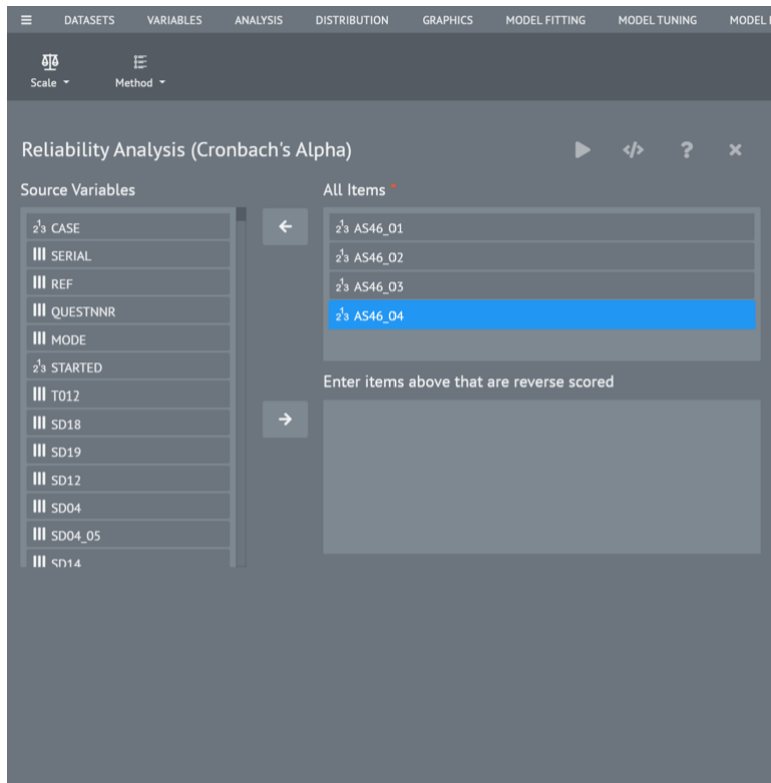 DATASETS VARIABLES ANALYSIS DISTRIBUTION GRAPHICS MODEL FITTING MODEL TUNING MODEL
Scale Method
Reliability Analysis (Cronbach's Alpha)
</> ?
Source Variables
All Items *
CASE
SERIAL
REF
QUESTNNR
MODE
STARTED
T012
SD18
SD19
SD12
SD04
SD04_05
SD14
AS46_01
AS46_02
AS46_03
AS46_04
Enter items above that are reverse scored